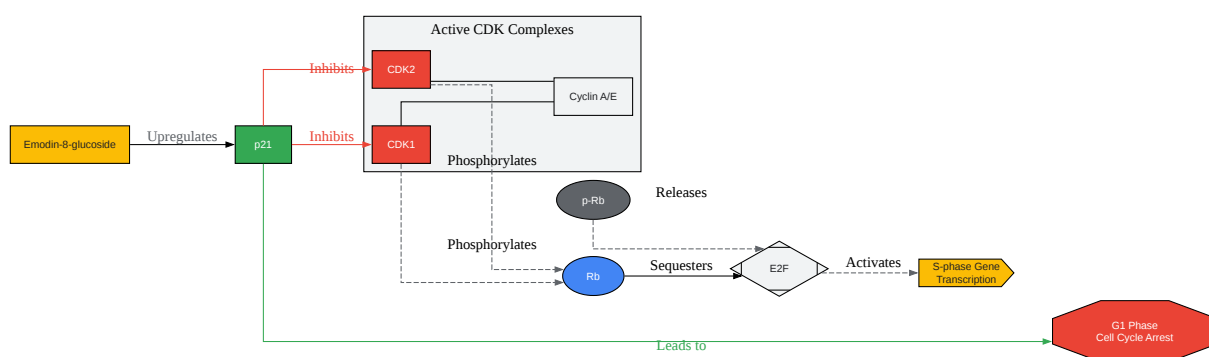 Active CDK Complexes
Inhibits
CDK2
Cyclin A/E
Emodin-8-glucoside
Upregulates
p21
Inhibits
CDK1
Phosphorylates
p-Rb
Releases
Phosphorylates
Rb
Sequesters
E2F
Activates
S-phase Gene
Transcription
G1 Phase
Cell Cycle Arrest
Leads to